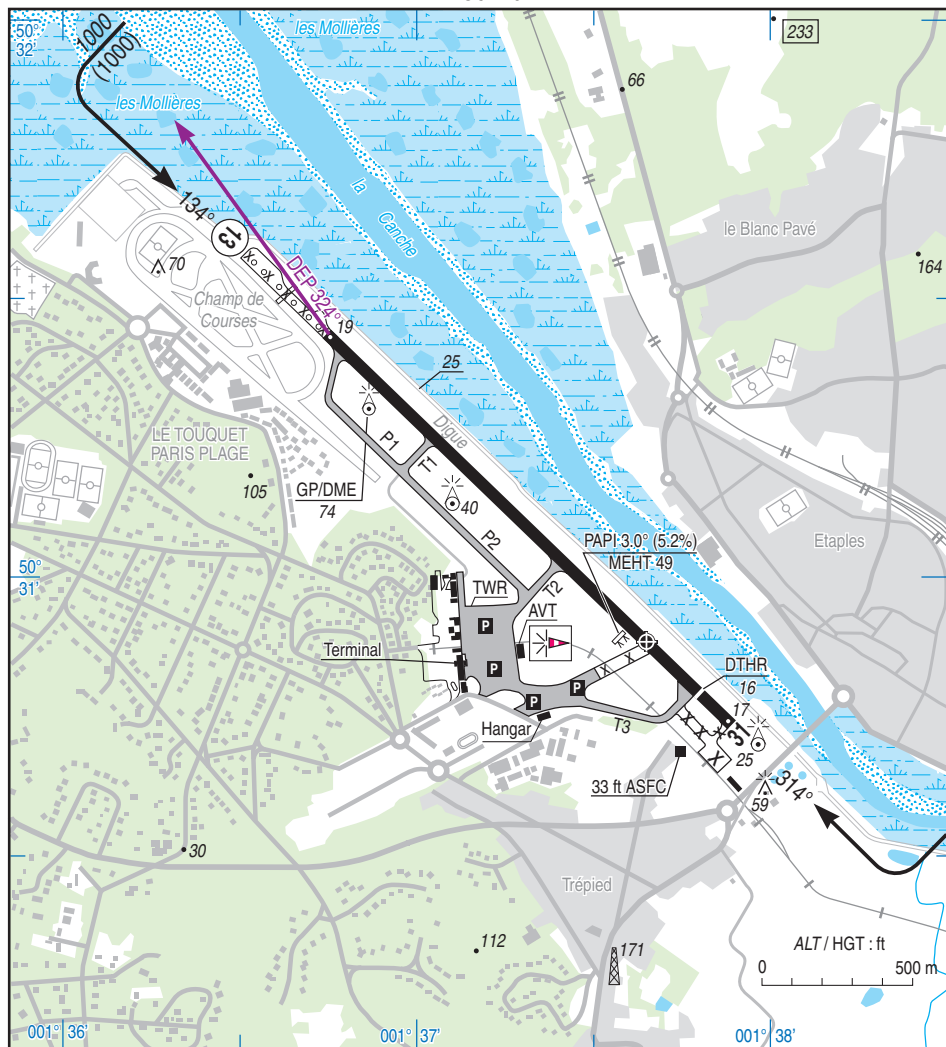 50°
32'
1000
(1000)
les Mollières
les Mollières
233
66
134°
13
la
Canche
le Blanc Pavé
164
70
Champ de
Courses
DEP 324°
19
25
Digue
LE TOUQUET
PARIS PLAGE
P1
T1
105
GP/DME
74
40
P2
PAPI 3.0° (5.2%)
MEHT 49
Etaples
50°
31'
TWR
T2
AVT
P
Terminal
P
DTHR
16
P
P
17
Hangar
T3
31
25
33 ft ASFC
314°
59
30
Trépied
112
171
ALT / HGT : ft
0
500 m
001° 36'
001° 37'
001° 38'